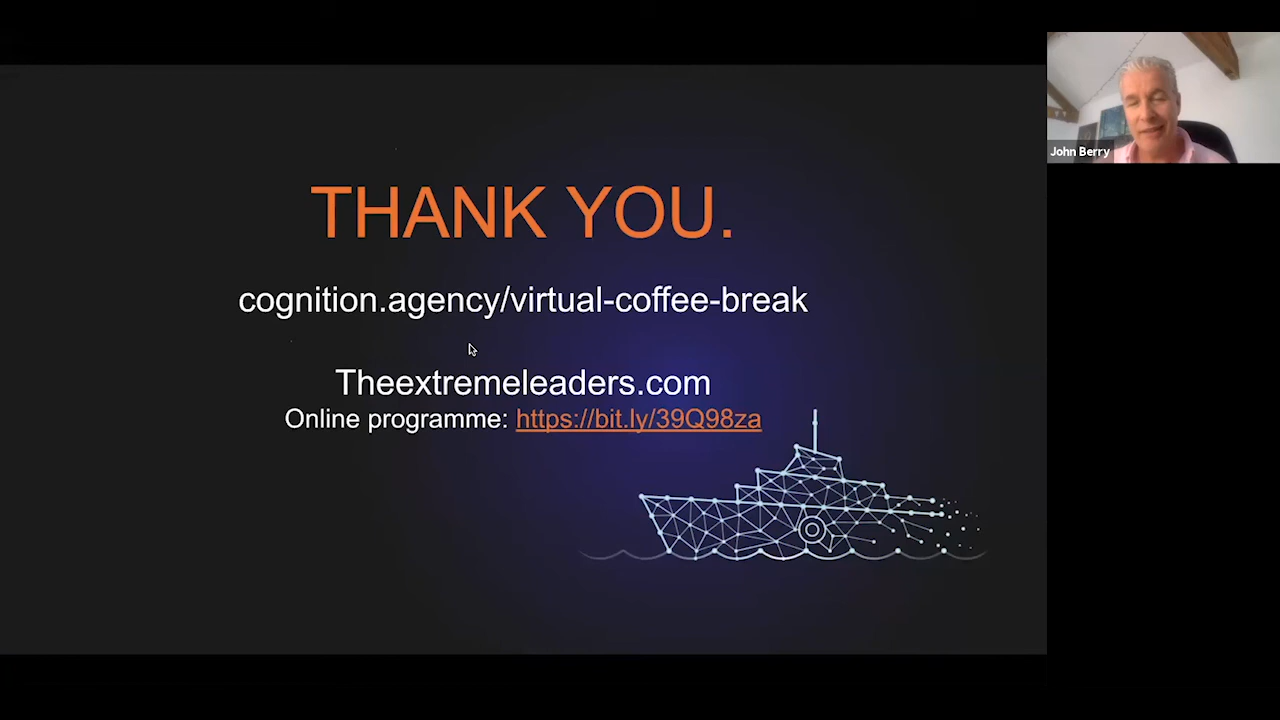 THANK YOU.
cognition.agency/virtual-coffee-break
Theextremeleaders.com
Online programme: https://bit.ly/39Q98za
John Berry